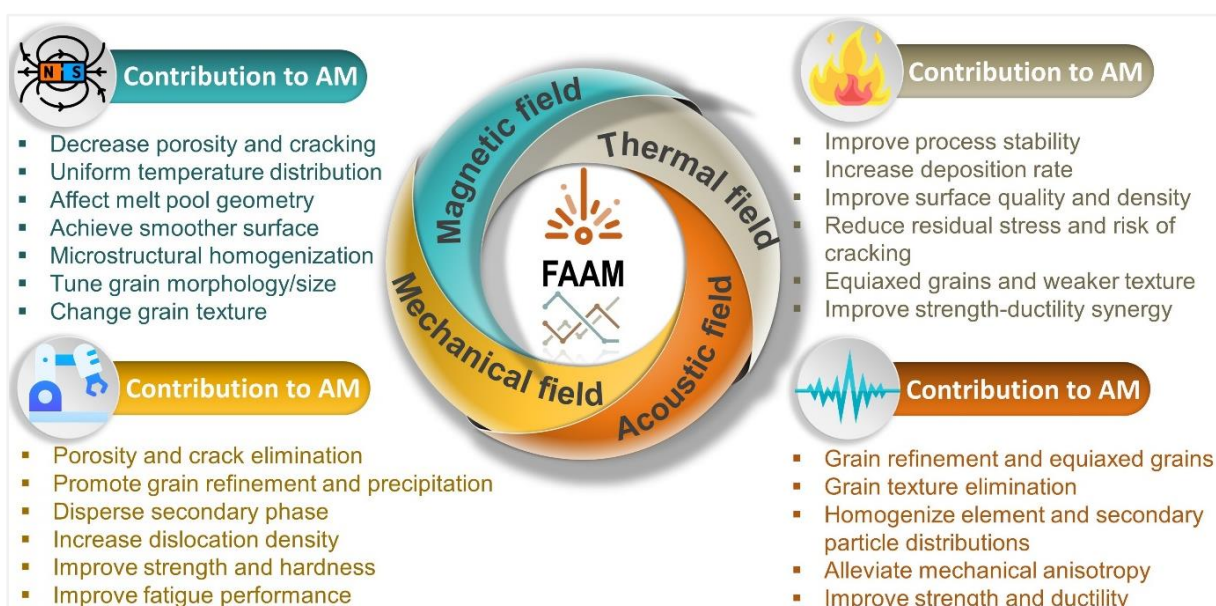 N S
Contribution to AM
▪ Decrease porosity and cracking
▪ Uniform temperature distribution
▪ Affect melt pool geometry
▪ Achieve smoother surface
▪ Microstructural homogenization
▪ Tune grain morphology/size
▪ Change grain texture
Contribution to AM
▪ Porosity and crack elimination
▪ Promote grain refinement and precipitation
▪ Disperse secondary phase
▪ Increase dislocation density
▪ Improve strength and hardness
▪ Improve fatigue performance
Magnetic field
Thermal field
FAAM
Mechanical field
Acoustic field
Contribution to AM
▪ Improve process stability
▪ Increase deposition rate
▪ Improve surface quality and density
▪ Reduce residual stress and risk of
cracking
▪ Equiaxed grains and weaker texture
▪ Improve strength-ductility synergy
Contribution to AM
▪ Grain refinement and equiaxed grains
▪ Grain texture elimination
▪ Homogenize element and secondary
particle distributions
▪ Alleviate mechanical anisotropy
▪ Improve strength and ductility